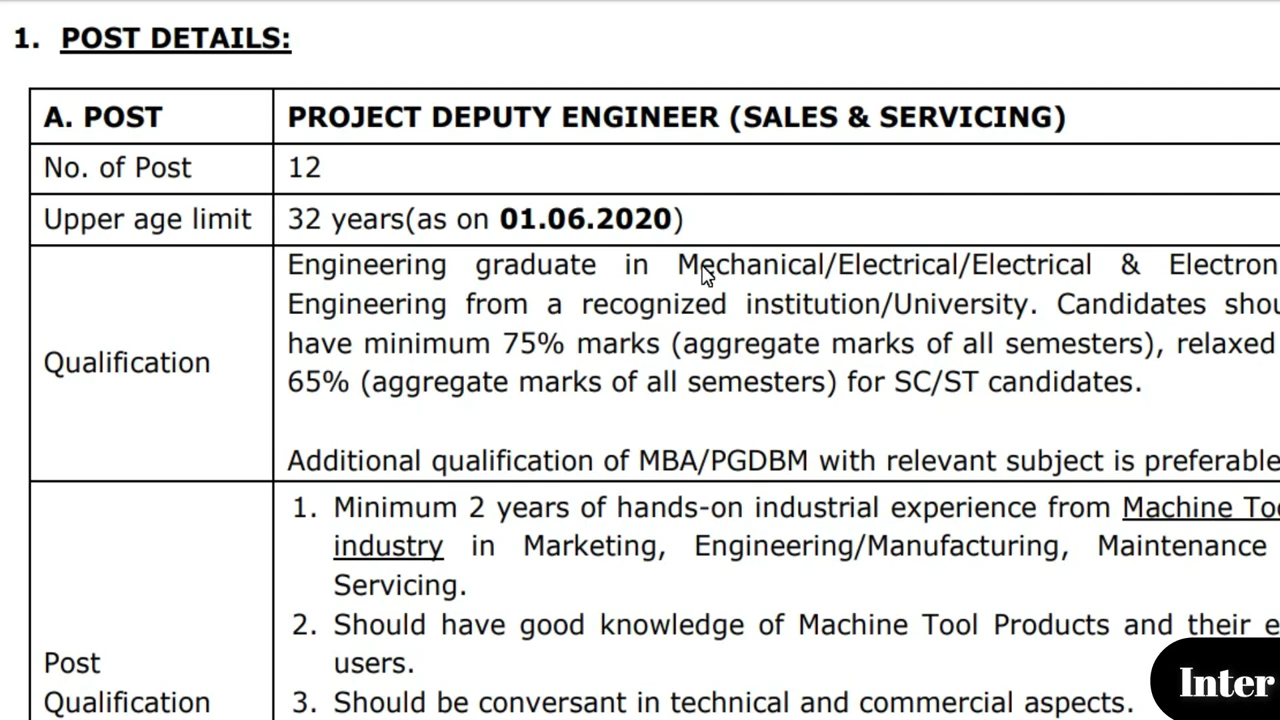 1. POST DETAILS:
A. POST
PROJECT DEPUTY ENGINEER (SALES & SERVICING)
No. of Post
12
Upper age limit
32 years(as on 01.06.2020)
Qualification
Engineering graduate in Mechanical/Electrical/Electrical & Electron
Engineering from a recognized institution/University. Candidates shou
have minimum 75% marks (aggregate marks of all semesters), relaxed
65% (aggregate marks of all semesters) for SC/ST candidates.
Additional qualification of MBA/PGDBM with relevant subject is preferable
Post
Qualification
1. Minimum 2 years of hands-on industrial experience from Machine Too
industry in Marketing, Engineering/Manufacturing, Maintenance
Servicing.
2. Should have good knowledge of Machine Tool Products and their e
users.
3. Should be conversant in technical and commercial aspects.
Inter